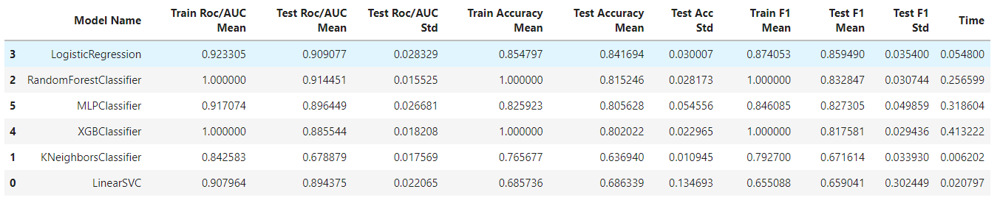 Model Name Train Roc/AUC Mean Test Roc/AUC Mean Test Roc/AUC Std Train Accuracy Mean Test Accuracy Mean Test Acc Std Train F1 Mean Test F1 Mean Test F1 Std Time
3 LogisticRegression 0.923305 0.909077 0.028329 0.854797 0.841694 0.030007 0.874053 0.859490 0.035400 0.054800
2 RandomForestClassifier 1.000000 0.914451 0.015525 1.000000 0.815246 0.028173 1.000000 0.832847 0.030744 0.256599
5 MLPClassifier 0.917074 0.896449 0.026681 0.825923 0.805628 0.054556 0.846085 0.827305 0.049859 0.318604
4 XGBClassifier 1.000000 0.885544 0.018208 1.000000 0.802022 0.022965 1.000000 0.817581 0.029436 0.413222
1 KNeighborsClassifier 0.842583 0.678879 0.017569 0.765677 0.636940 0.010945 0.792700 0.671614 0.033930 0.006202
0 LinearSVC 0.907964 0.894375 0.022065 0.685736 0.686339 0.134693 0.655088 0.659041 0.302449 0.020797